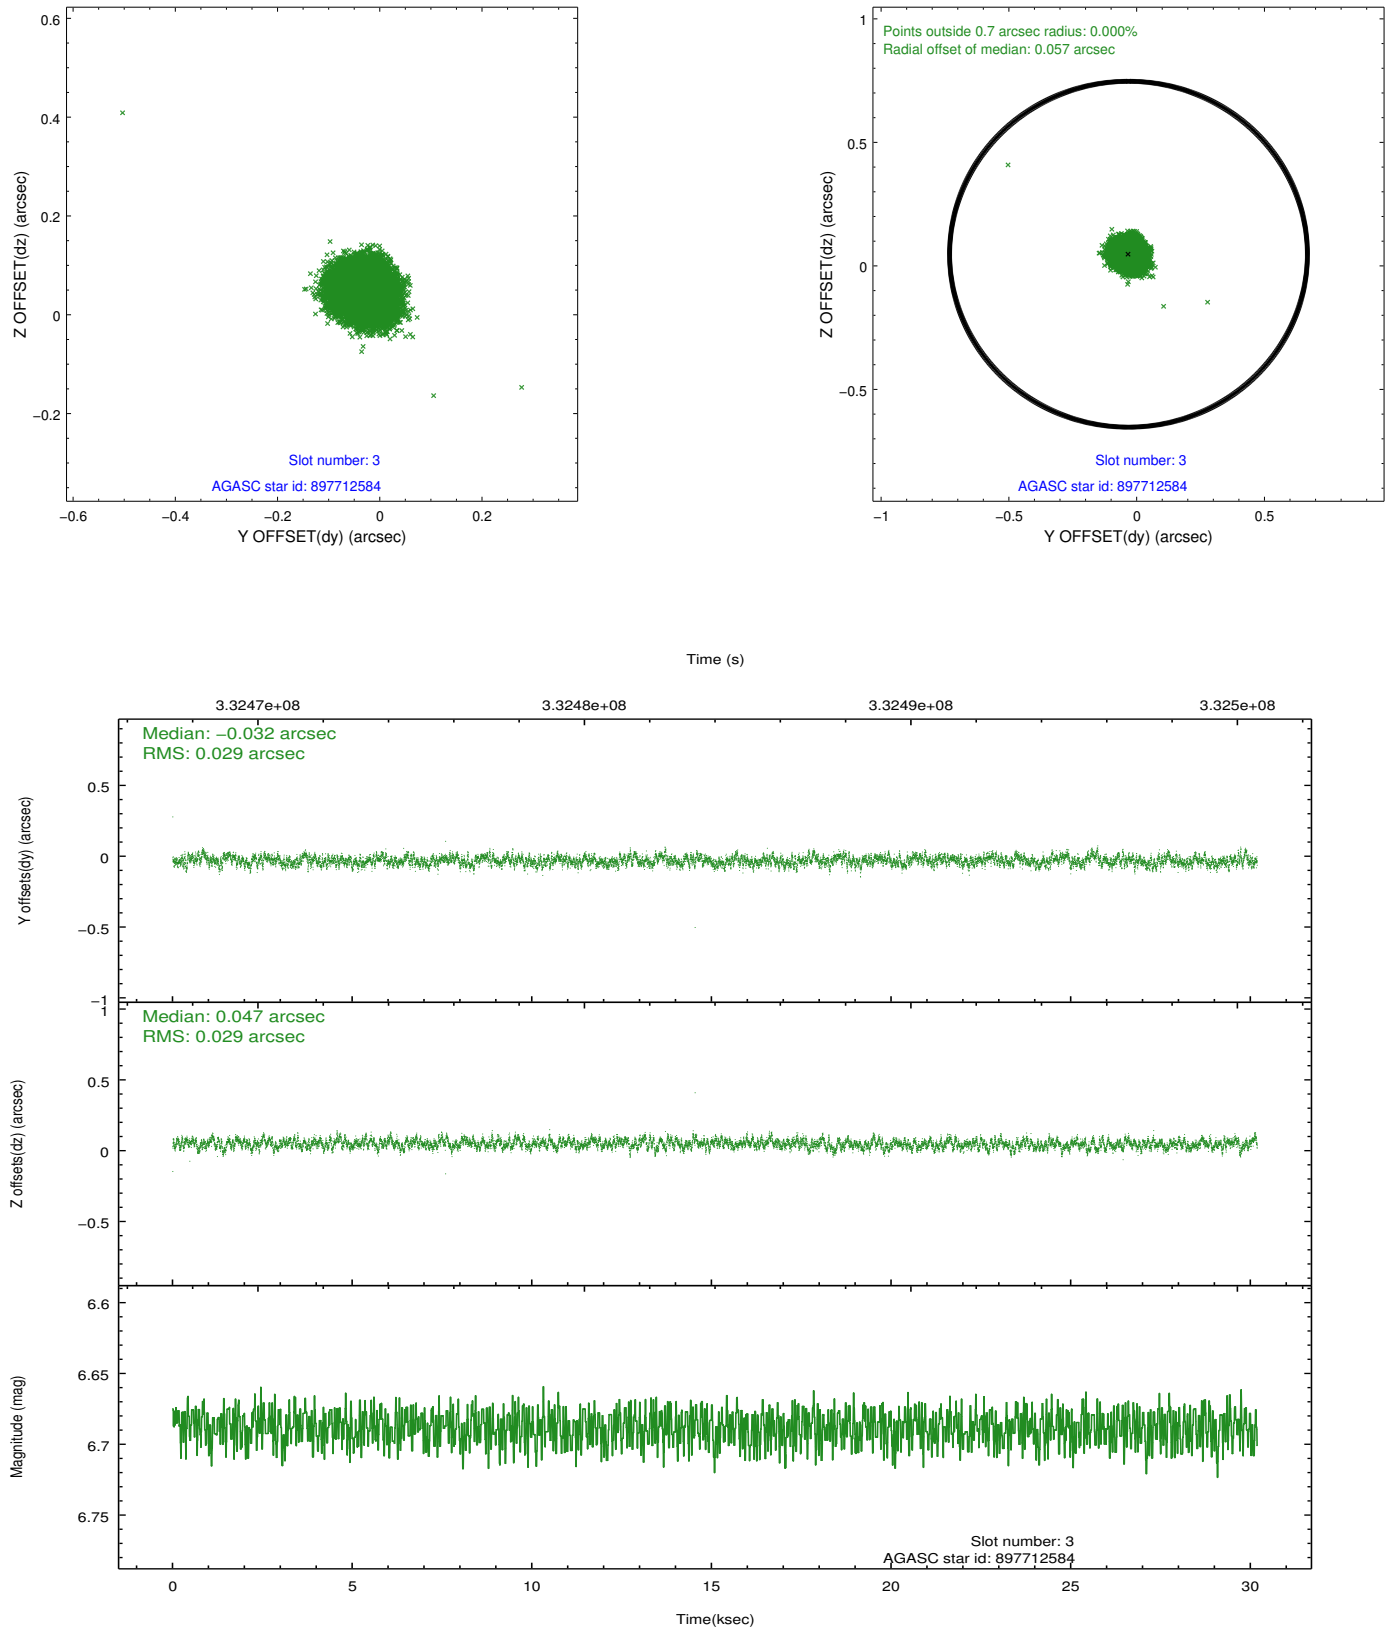 0.6
0.4
0.2
0
−0.2
Z OFFSET(dz) (arcsec)
Slot number: 3
AGASC star id: 897712584
−0.6
−0.4
−0.2
0
0.2
Y OFFSET(dy) (arcsec)
1
0.5
0
−0.5
Z OFFSET(dz) (arcsec)
Points outside 0.7 arcsec radius: 0.000%
Radial offset of median: 0.057 arcsec
Slot number: 3
AGASC star id: 897712584
−1
−0.5
0
0.5
Y OFFSET(dy) (arcsec)
Time (s)
3.3247e+08
3.3248e+08
3.3249e+08
3.325e+08
Median: −0.032 arcsec
RMS: 0.029 arcsec
0.5
0
−0.5
−1
Y offsets(dy) (arcsec)
Median: 0.047 arcsec
RMS: 0.029 arcsec
1
0.5
0
−0.5
Z offsets(dz) (arcsec)
6.6
6.65
6.7
6.75
Magnitude (mag)
Slot number: 3
AGASC star id: 897712584
0
5
10
15
20
25
30
Time(ksec)